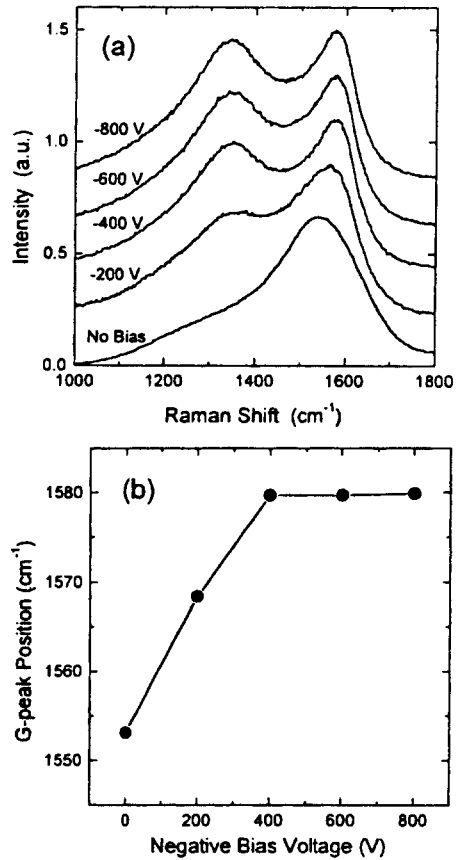 (a)
1.5
1.0
0.5
0.0
Intensity (a.u.)
-800 V
-600 V
-400 V
-200 V
No Bias
1000
1200
1400
1600
1800
Raman Shift (cm⁻¹)
(b)
1580
1570
1560
1550
G-peak Position (cm⁻¹)
0
200
400
600
800
Negative Bias Voltage (V)